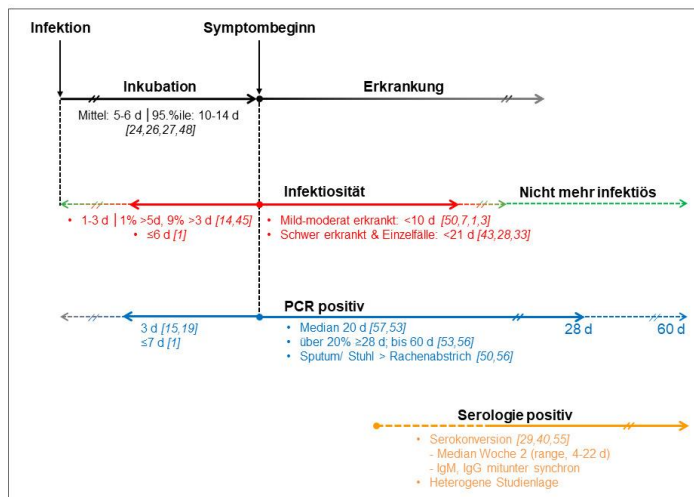 Infektion
Symptombeginn
Inkubation
Erkrankung
Mittel: 5-6 d | 95.%ile: 10-14 d
[24,26,27,48]
Infektiosität
Nicht mehr infektiös
• 1-3 d | 1% >5d, 9% >3 d [14,45]
• ≤6 d [1]
• Mild-moderat erkrankt: <10 d [50,7,1,3]
• Schwer erkrankt & Einzelfälle: <21 d [43,28,33]
PCR positiv
3 d [15,19]
≤7 d [1]
• Median 20 d [57,53]
• über 20% ≥28 d; bis 60 d [53,56]
• Sputum/ Stuhl > Rachenabstrich [50,56]
28 d
60 d
Serologie positiv
• Serokonversion [29,40,55]
- Median Woche 2 (range, 4-22 d)
- IgM, IgG mitunter synchron
• Heterogene Studienlage